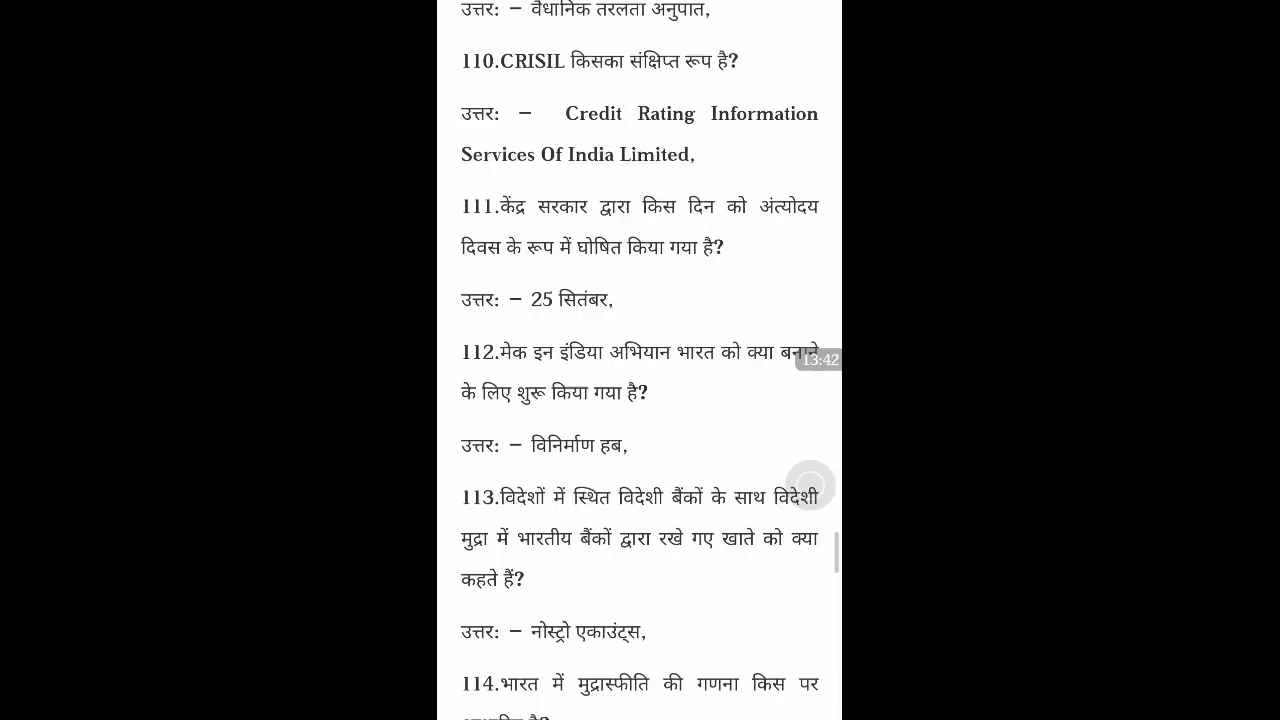 उत्तर: – वैधानिक तरलता अनुपात,
110.CRISIL किसका संक्षिप्त रूप है?
उत्तर: – Credit Rating Information
Services Of India Limited,
111.केंद्र सरकार द्वारा किस दिन को अंत्योदय
दिवस के रूप में घोषित किया गया है?
उत्तर: – 25 सितंबर,
112.मेक इन इंडिया अभियान भारत को क्या बनाने
13:42
के लिए शुरू किया गया है?
उत्तर: – विनिर्माण हब,
113.विदेशों में स्थित विदेशी बैंकों के साथ विदेशी
मुद्रा में भारतीय बैंकों द्वारा रखे गए खाते को क्या
कहते हैं?
उत्तर: – नोस्ट्रो एकाउंट्स,
114.भारत में मुद्रास्फीति की गणना किस पर